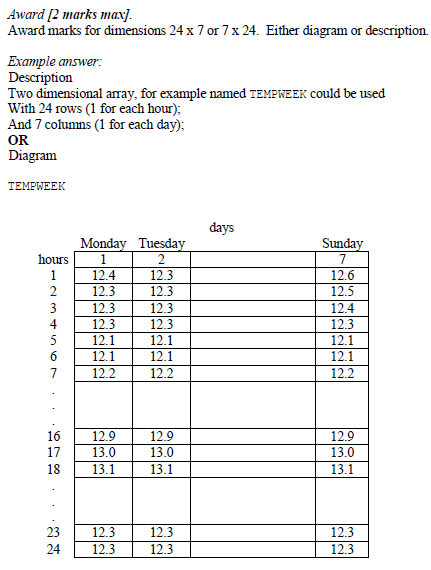 Award [2 marks max].
Award marks for dimensions 24 x 7 or 7 x 24. Either diagram or description.
Example answer:
Description
Two dimensional array, for example named TEMPWEEK could be used
With 24 rows (1 for each hour);
And 7 columns (1 for each day);
OR
Diagram
TEMPWEEK
days
Monday Tuesday Sunday
hours 1 2 7
1 12.4 12.3 12.6
2 12.3 12.3 12.5
3 12.3 12.3 12.4
4 12.3 12.3 12.3
5 12.1 12.1 12.1
6 12.1 12.1 12.1
7 12.2 12.2 12.2
.
.
.
16 12.9 12.9 12.9
17 13.0 13.0 13.0
18 13.1 13.1 13.1
.
.
.
23 12.3 12.3 12.3
24 12.3 12.3 12.3